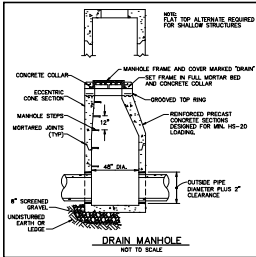 NOTE:
FLAT TOP ALTERNATE REQUIRED
FOR SHALLOW STRUCTURES
MANHOLE FRAME AND COVER MARKED "DRAIN"
CONCRETE COLLAR
SET FRAME IN FULL MORTAR BED
AND CONCRETE COLLAR
ECCENTRIC
CONE SECTION
GROOVED TOP RING
MANHOLE STEPS
12"
MORTARED JOINTS
(TYP)
REINFORCED PRECAST
CONCRETE SECTIONS
DESIGNED FOR MIN. HS-20
LOADING.
48" DIA.
OUTSIDE PIPE
DIAMETER PLUS 2"
CLEARANCE
8" SCREENED
GRAVEL
UNDISTURBED
EARTH OR
LEDGE
DRAIN MANHOLE
NOT TO SCALE